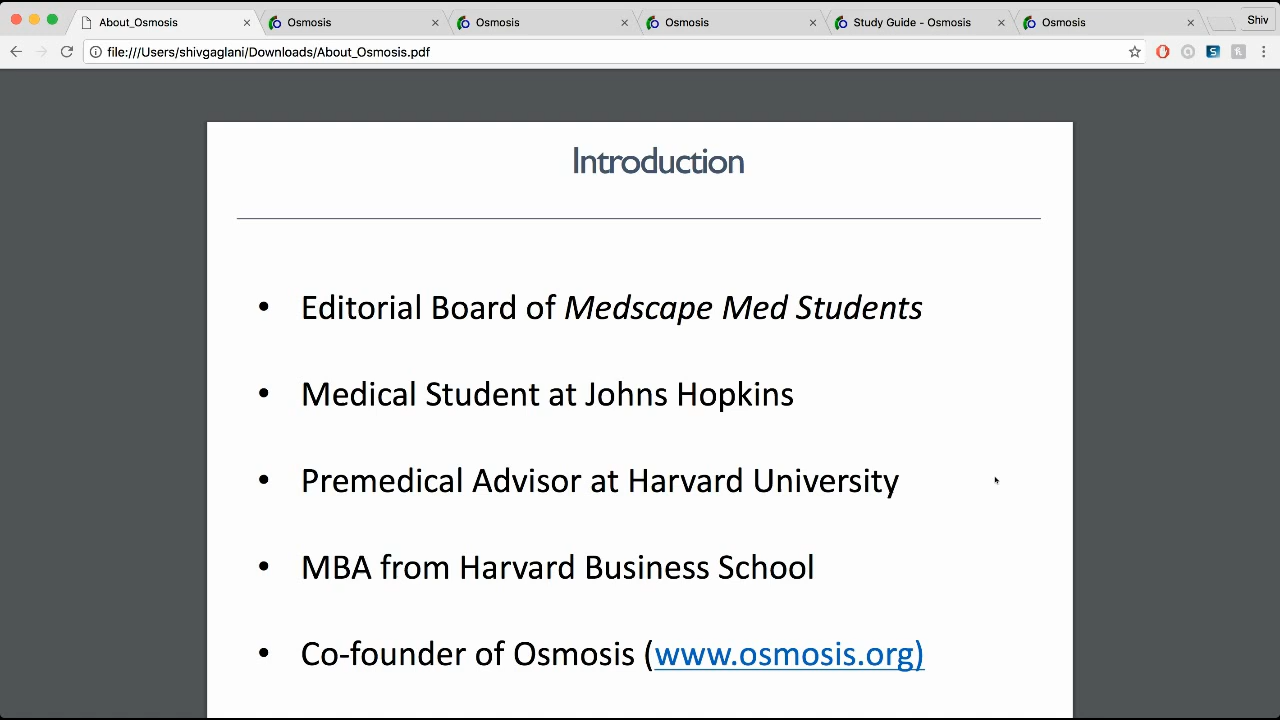 About_Osmosis
Osmosis
Osmosis
Osmosis
Study Guide - Osmosis
Osmosis
Shiv
file:///Users/shivgaglani/Downloads/About_Osmosis.pdf
Introduction
• Editorial Board of Medscape Med Students
• Medical Student at Johns Hopkins
• Premedical Advisor at Harvard University
• MBA from Harvard Business School
• Co-founder of Osmosis (www.osmosis.org)